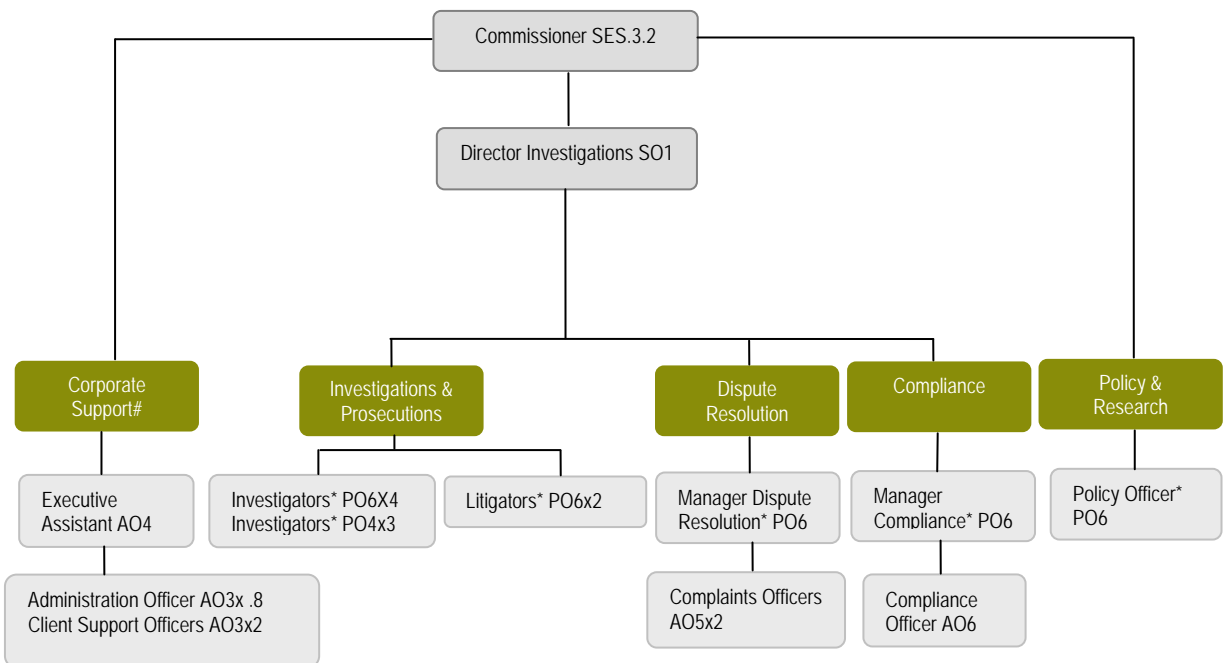 Commissioner SES.3.2
Director Investigations SO1
Corporate
Support#
Investigations &
Prosecutions
Dispute
Resolution
Compliance
Policy &
Research
Executive
Assistant AO4
Investigators* PO6X4
Investigators* PO4x3
Litigators* PO6x2
Manager Dispute
Resolution* PO6
Manager
Compliance* PO6
Policy Officer*
PO6
Administration Officer AO3x .8
Client Support Officers AO3x2
Complaints Officers
AO5x2
Compliance
Officer AO6